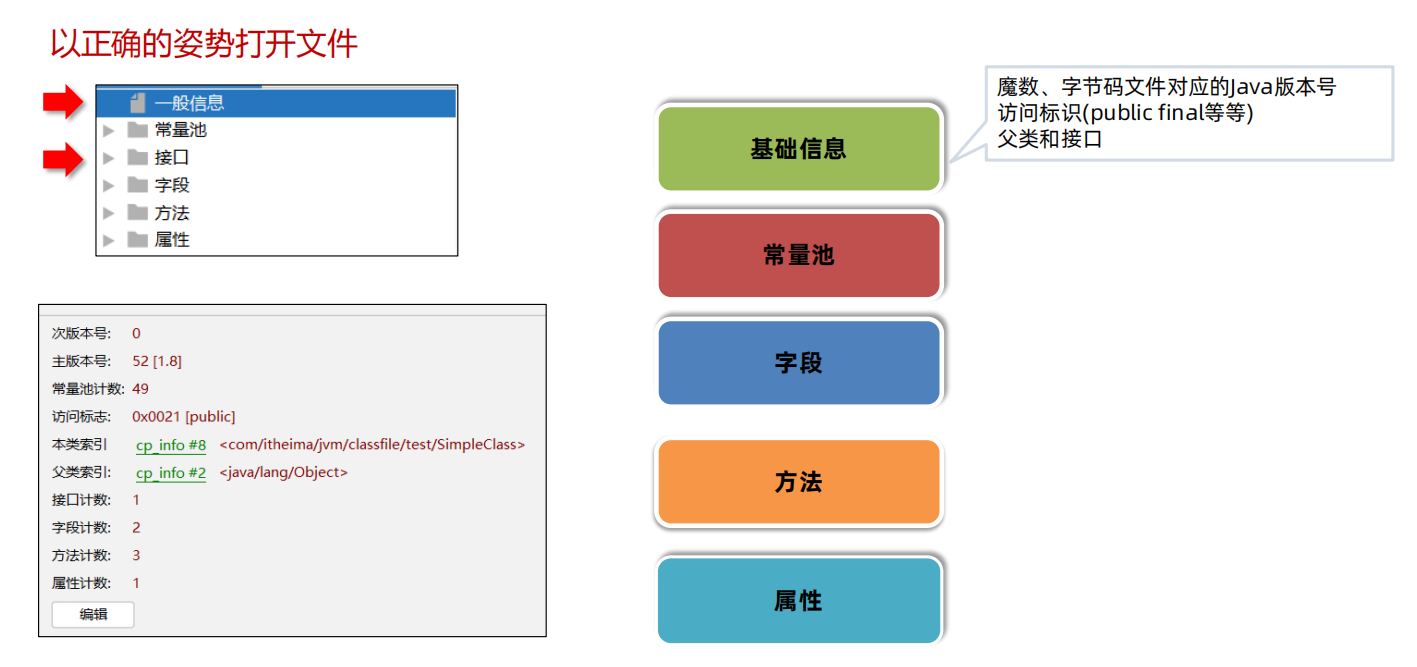 以正确的姿势打开文件
一般信息
常量池
接口
字段
方法
属性
次版本号: 0
主版本号: 52 [1.8]
常量池计数: 49
访问标志: 0x0021 [public]
本类索引 cp_info #8 <com/itheima/jvm/classfile/test/SimpleClass>
父类索引: cp_info #2 <java/lang/Object>
接口计数: 1
字段计数: 2
方法计数: 3
属性计数: 1
编辑
基础信息
常量池
字段
方法
属性
魔数、字节码文件对应的Java版本号
访问标识(public final等等)
父类和接口